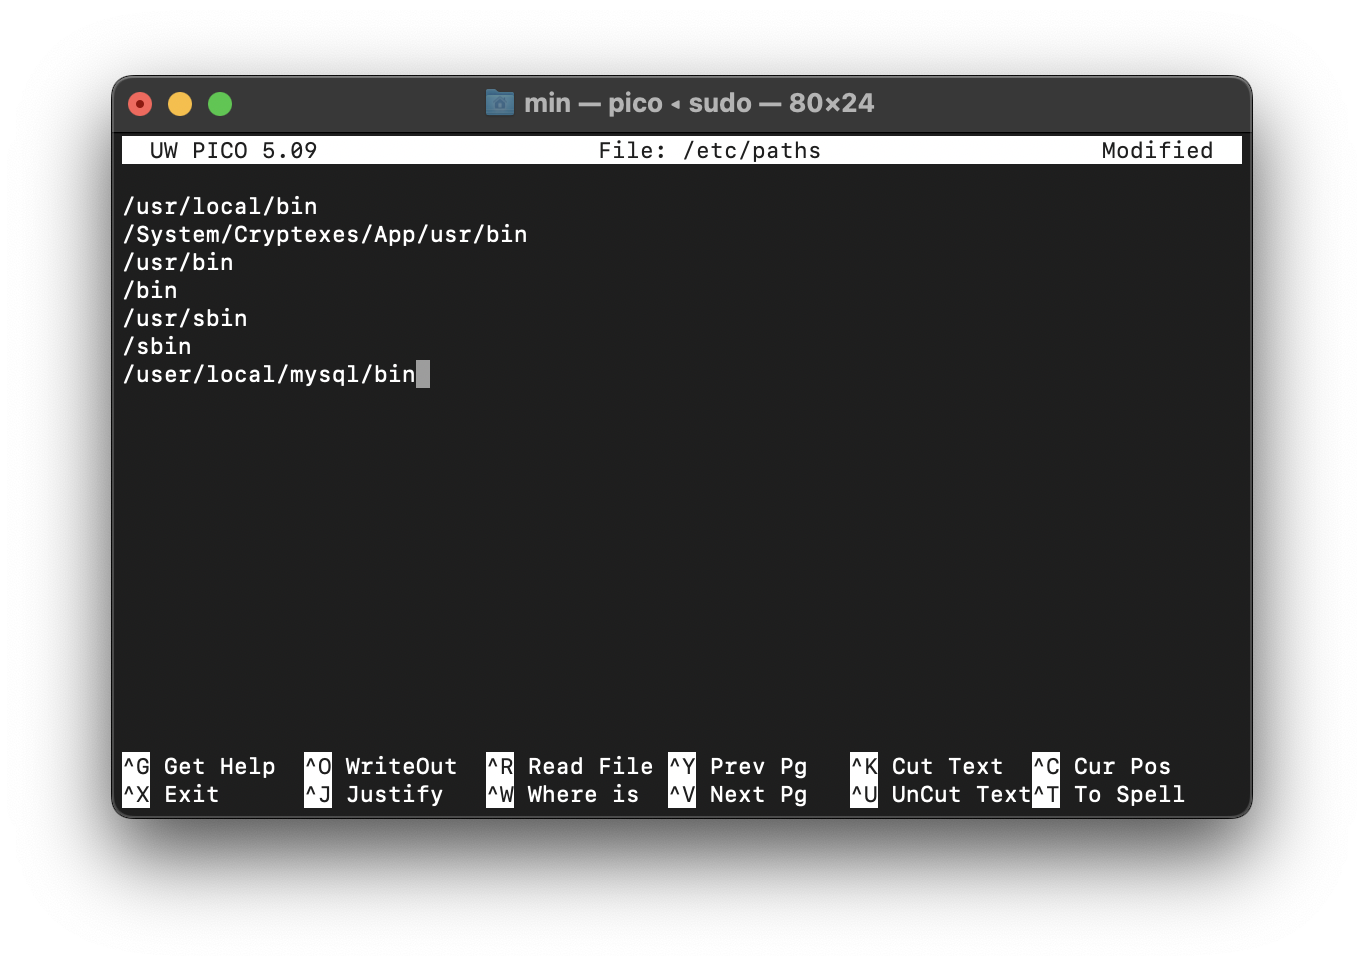 min — pico ◂ sudo — 80×24
UW PICO 5.09 File: /etc/paths Modified
/usr/local/bin
/System/Cryptexes/App/usr/bin
/usr/bin
/bin
/usr/sbin
/sbin
/user/local/mysql/bin
^G Get Help ^O WriteOut ^R Read File ^Y Prev Pg ^K Cut Text ^C Cur Pos
^X Exit ^J Justify ^W Where is ^V Next Pg ^U UnCut Text ^T To Spell